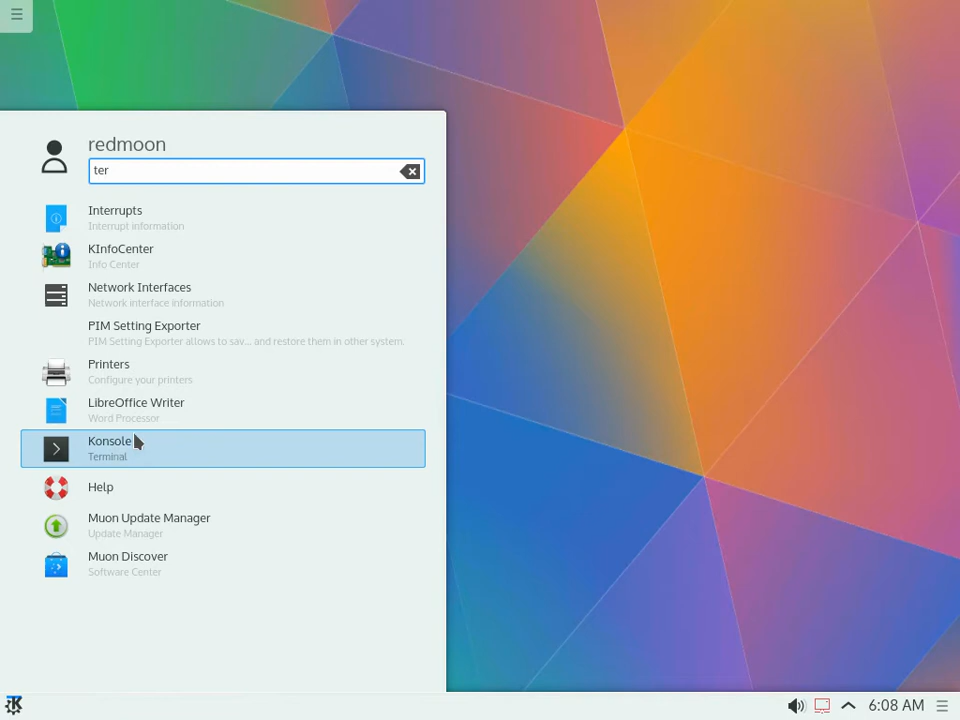 redmoon
ter
Interrupts
Interrupt information
KInfoCenter
Info Center
Network Interfaces
Network interface information
PIM Setting Exporter
PIM Setting Exporter allows to sav... and restore them in other system.
Printers
Configure your printers
LibreOffice Writer
Word Processor
Konsole
Terminal
Help
Muon Update Manager
Update Manager
Muon Discover
Software Center
6:08 AM